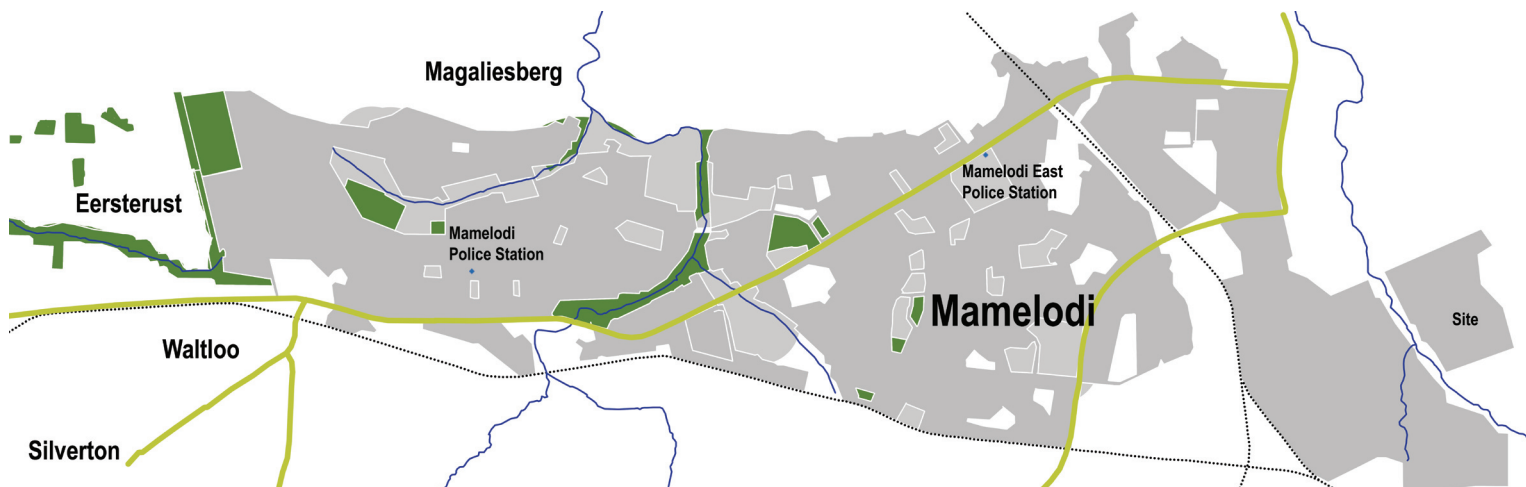 Magaliesberg
Eersterust
Mamelodi
Police Station
Mamelodi East
Police Station
Mamelodi
Site
Waltloo
Silverton